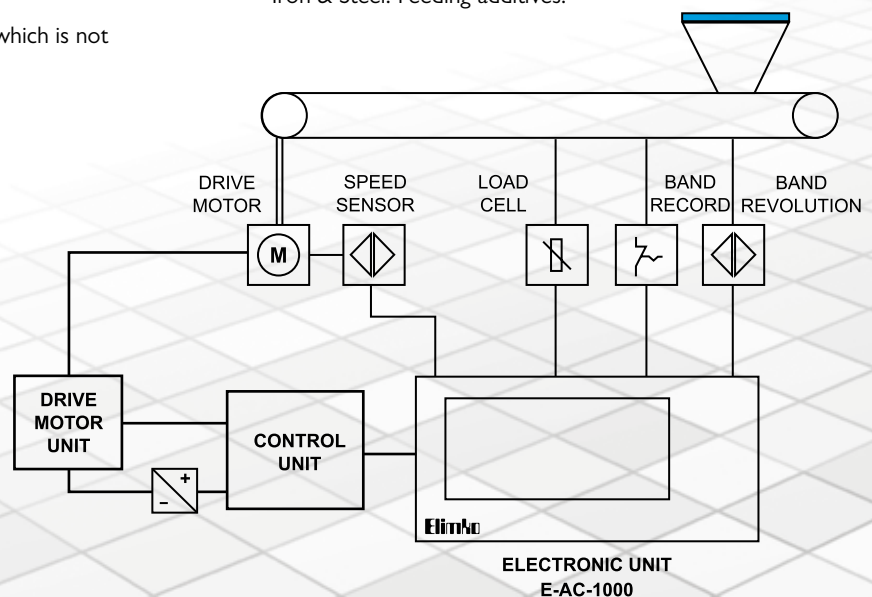 Iron & Steel: Feeding additives.
which is not
DRIVE
MOTOR
SPEED
SENSOR
LOAD
CELL
BAND
RECORD
BAND
REVOLUTION
M
DRIVE
MOTOR
UNIT
CONTROL
UNIT
+
–
Elimko
ELECTRONIC UNIT
E-AC-1000